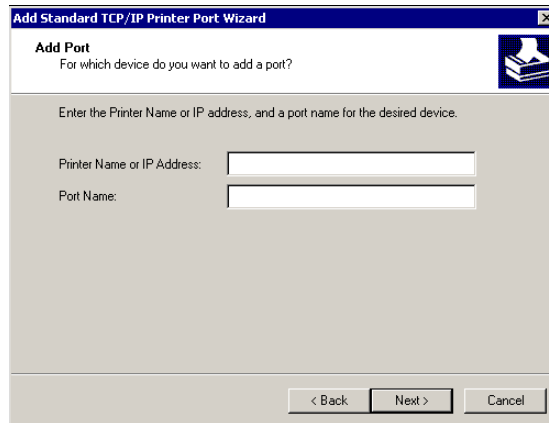 Add Standard TCP/IP Printer Port Wizard
Add Port
For which device do you want to add a port?
Enter the Printer Name or IP address, and a port name for the desired device.
Printer Name or IP Address:
Port Name:
< Back Next > Cancel